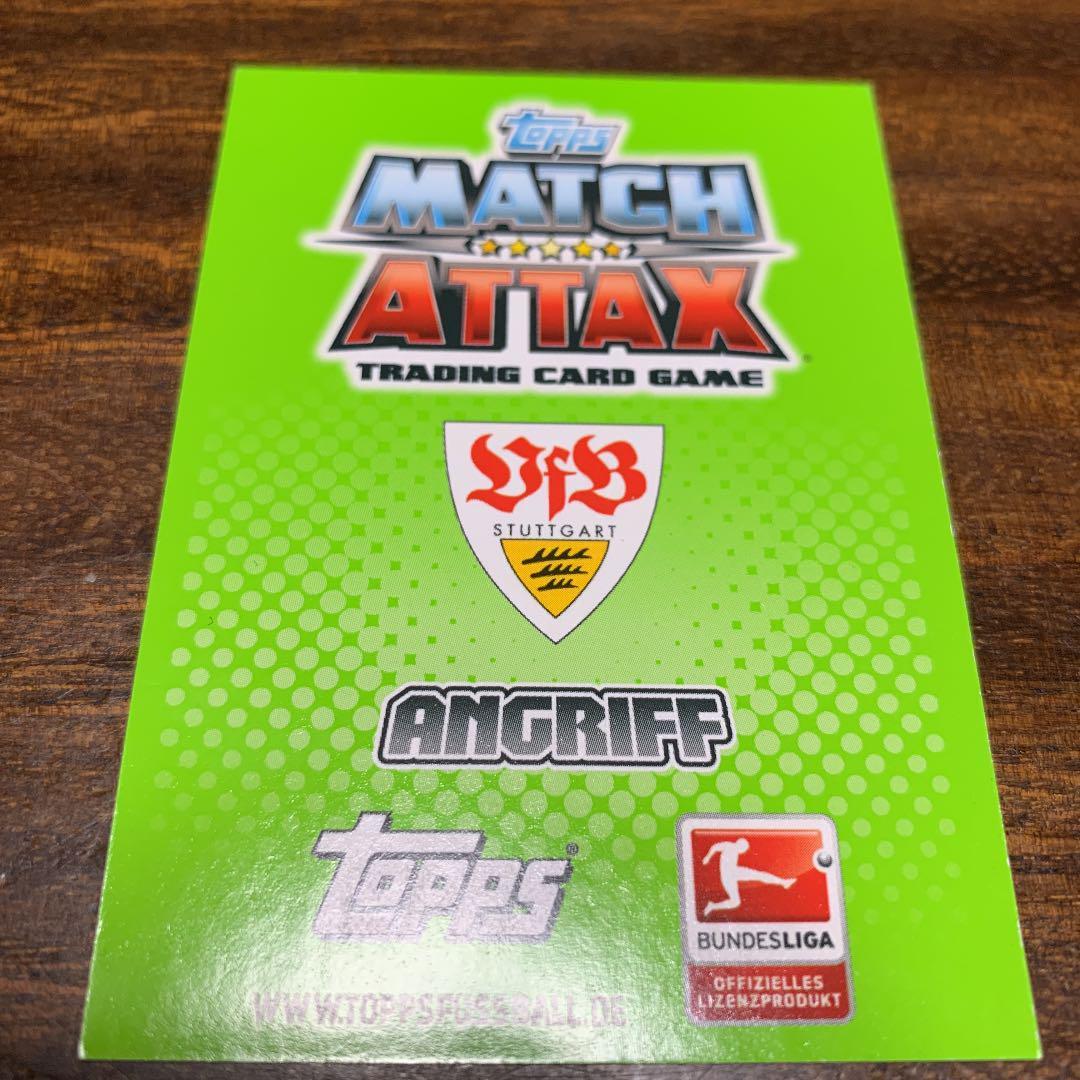 topps
MATCH
ATTAX
TRADING CARD GAME
VfB
STUTTGART
ANGRIFF
topps®
BUNDESLIGA
OFFIZIELLES
LIZENZPRODUKT
WWW.TOPPSFUSSBALL.DE